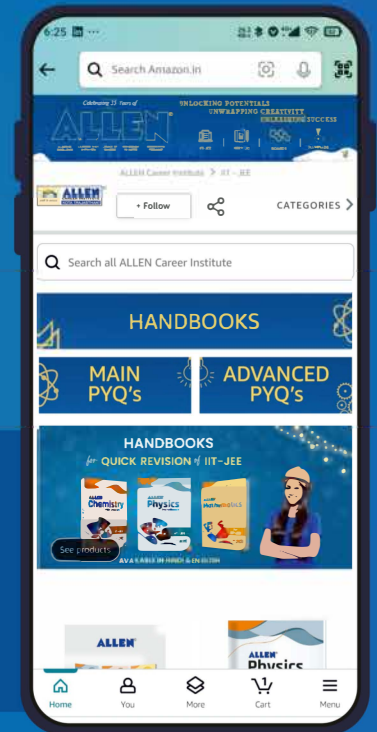 6:25
Search Amazon.in
Celebrating 35 Years of
ALLEN
UNLOCKING POTENTIALS
UNWRAPPING CREATIVITY
UNLEASHING SUCCESS
ALLEN Career Institute > IIT - JEE
ALLEN
+ Follow
CATEGORIES >
Search all ALLEN Career Institute
HANDBOOKS
MAIN
PYQ's
ADVANCED
PYQ's
HANDBOOKS
for QUICK REVISION of IIT-JEE
ALLEN
Chemistry
ALLEN
Physics
ALLEN
Mathematics
See products
AVAILABLE IN HINDI & ENGLISH
ALLEN
ALLEN
Physics
Home
You
More
1
Cart
Menu